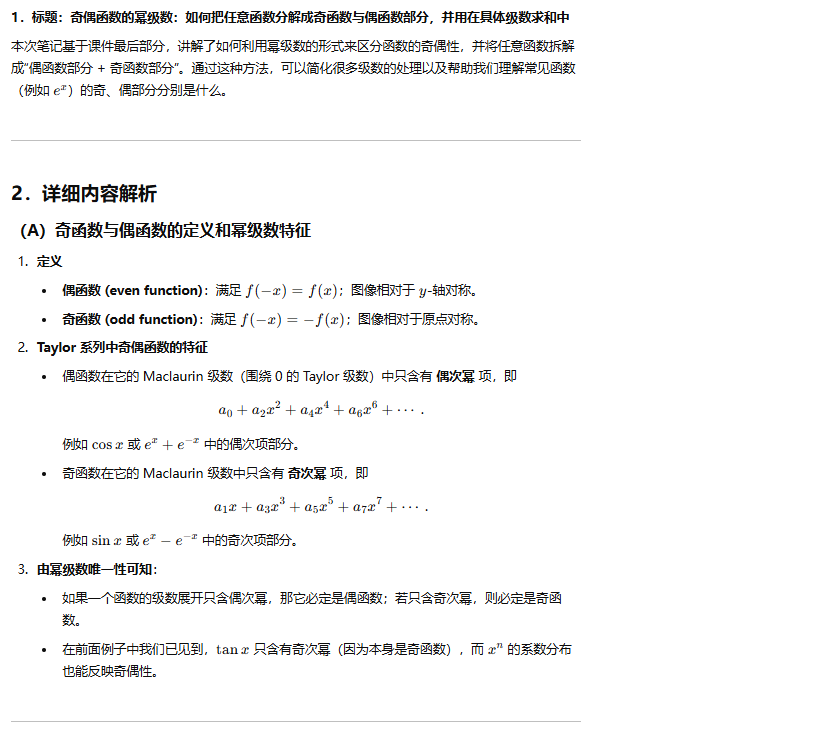 1. 标题：奇偶函数的幂级数：如何把任意函数分解成奇函数与偶函数部分，并用在具体级数求和中
本次笔记基于课件最后部分，讲解了如何利用幂级数的形式来区分函数的奇偶性，并将任意函数拆解
成“偶函数部分 + 奇函数部分”。通过这种方法，可以简化很多级数的处理以及帮助我们理解常见函数
（例如 e^x）的奇、偶部分分别是什么。
2. 详细内容解析
（A）奇函数与偶函数的定义和幂级数特征
1. 定义
• 偶函数 (even function)：满足 f(−x) = f(x)；图像相对于 y-轴对称。
• 奇函数 (odd function)：满足 f(−x) = −f(x)；图像相对于原点对称。
2. Taylor 系列中奇偶函数的特征
• 偶函数在它的 Maclaurin 级数（围绕 0 的 Taylor 级数）中只含有 偶次幂 项，即
a_0 + a_2x^2 + a_4x^4 + a_6x^6 + ··· .
例如 cos x 或 e^x + e^{−x} 中的偶次项部分。
• 奇函数在它的 Maclaurin 级数中只含有 奇次幂 项，即
a_1x + a_3x^3 + a_5x^5 + a_7x^7 + ··· .
例如 sin x 或 e^x − e^{−x} 中的奇次项部分。
3. 由幂级数唯一性可知：
• 如果一个函数的级数展开只含偶次幂，那它必定是偶函数；若只含奇次幂，则必定是奇函
数。
• 在前面例子中我们已见到，tan x 只含有奇次幂（因为本身是奇函数），而 x^n 的系数分布
也能反映奇偶性。